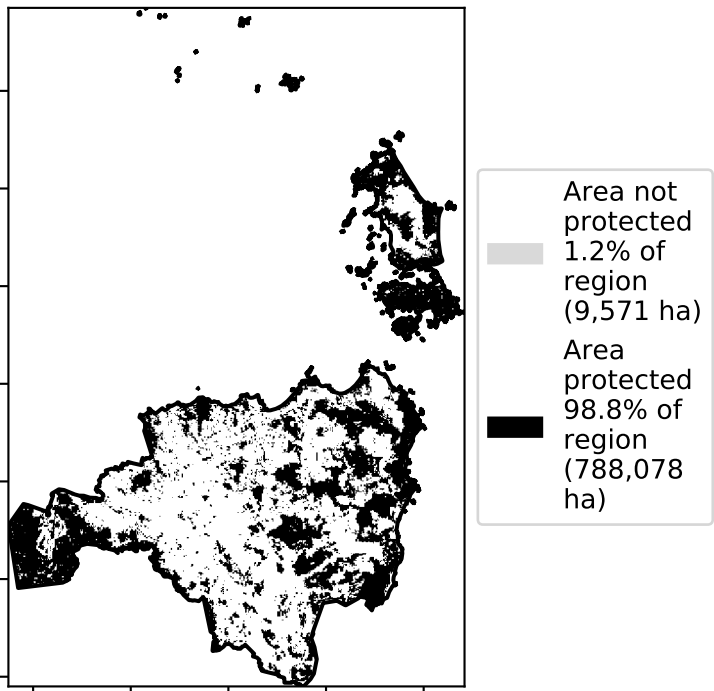 Area not
protected
1.2% of
region
(9,571 ha)
Area
protected
98.8% of
region
(788,078
ha)